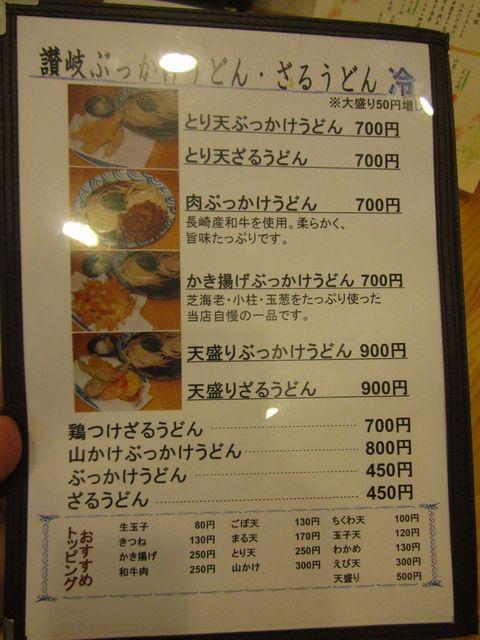 讃岐ぶっかけうどん・ざるうどん 冷
※大盛り50円増し
とり天ぶっかけうどん 700円
とり天ざるうどん 700円
肉ぶっかけうどん 700円
長崎産和牛を使用。柔らかく、
旨味たっぷりです。
かき揚げぶっかけうどん 700円
芝海老・小柱・玉葱をたっぷり使った
当店自慢の一品です。
天盛りぶっかけうどん 900円
天盛りざるうどん 900円
鶏つけざるうどん 700円
山かけぶっかけうどん 800円
ぶっかけうどん 450円
ざるうどん 450円
おすすめ
トッピング
生玉子 80円 ごぼ天 130円 ちくわ天 100円
きつね 130円 まる天 170円 玉子天 120円
かき揚げ 250円 とり天 250円 わかめ 130円
和牛肉 250円 山かけ 300円 えび天 300円
天盛り 500円